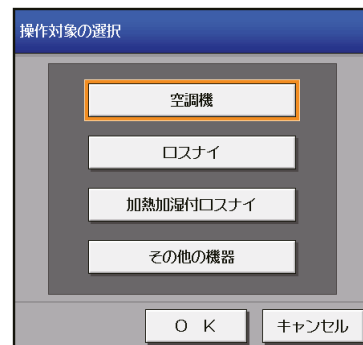 操作対象の選択
空調機
ロスナイ
加熱加湿付ロスナイ
その他の機器
O K
キャンセル